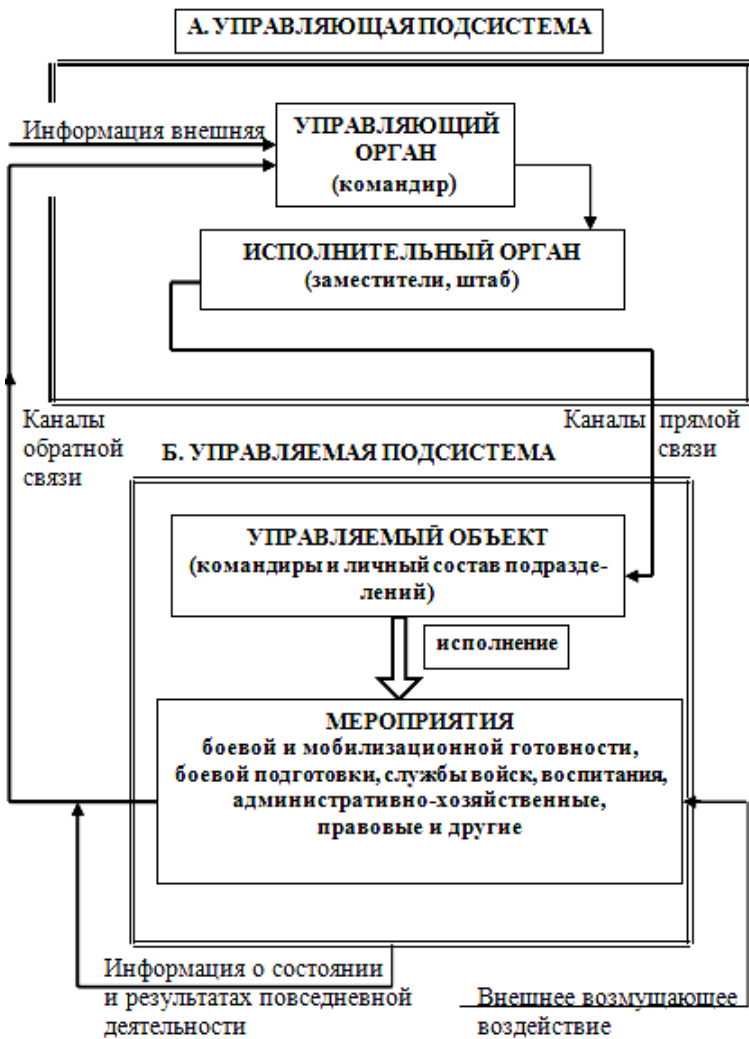 А. УПРАВЛЯЮЩАЯ ПОДСИСТЕМА
Информация внешняя
УПРАВЛЯЮЩИЙ
ОРГАН
(командир)
ИСПОЛНИТЕЛЬНЫЙ ОРГАН
(заместители, штаб)
Каналы
обратной
связи
Каналы прямой
связи
Б. УПРАВЛЯЕМАЯ ПОДСИСТЕМА
УПРАВЛЯЕМЫЙ ОБЪЕКТ
(командиры и личный состав подразде-
лений)
исполнение
МЕРОПРИЯТИЯ
боевой и мобилизационной готовности,
боевой подготовки, службы войск, воспитания,
административно-хозяйственные,
правовые и другие
Информация о состоянии
и результатах повседневной
деятельности
Внешнее возмущающее
воздействие